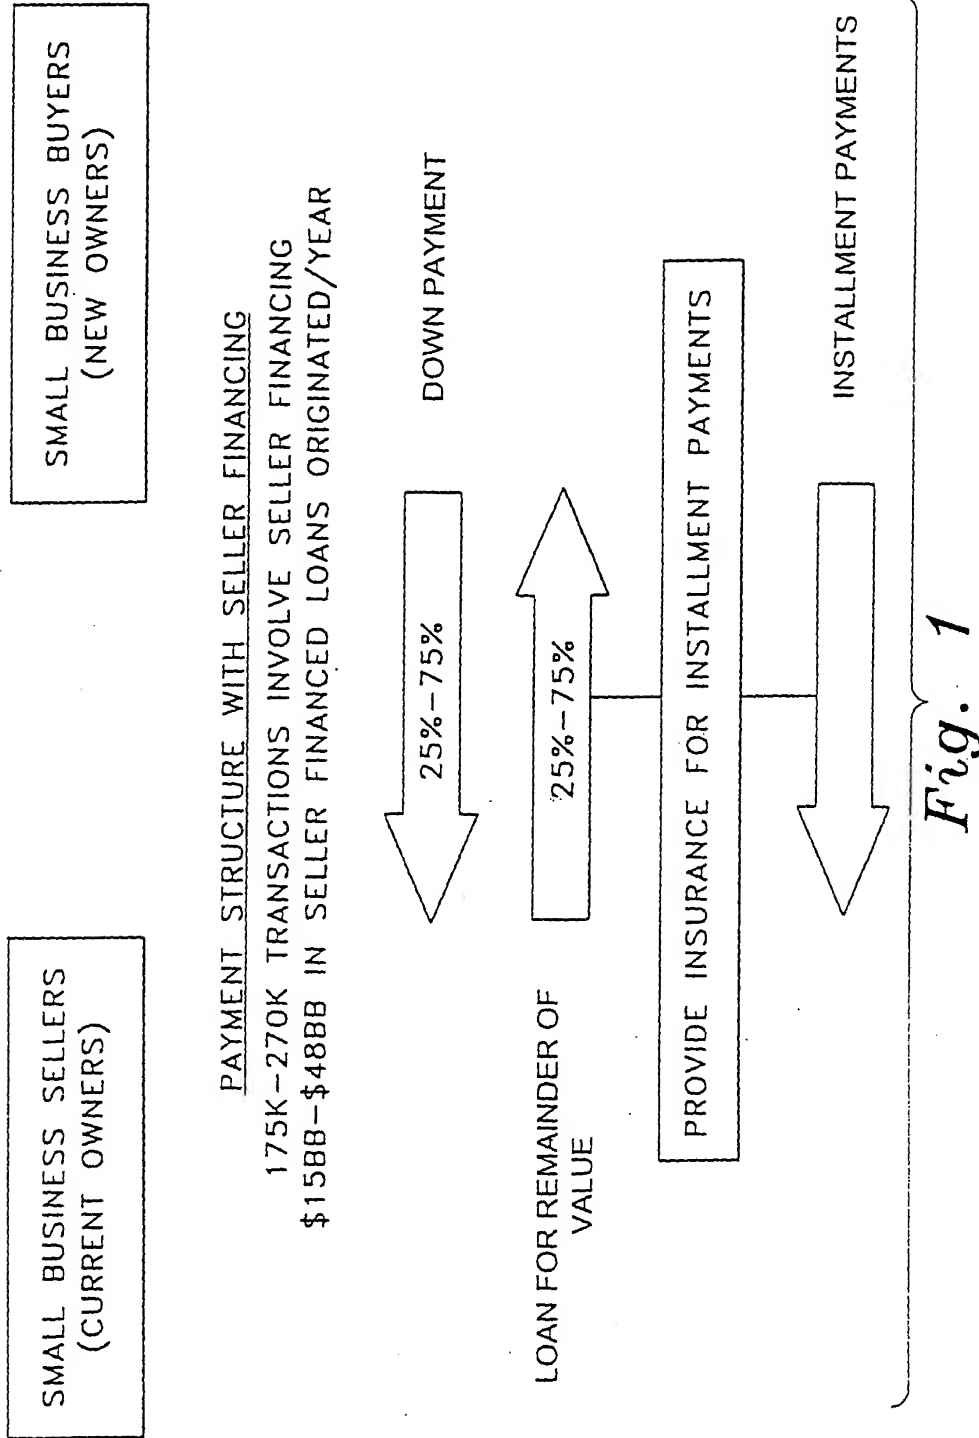 SMALL BUSINESS SELLERS
(CURRENT OWNERS)
SMALL BUSINESS BUYERS
(NEW OWNERS)
PAYMENT STRUCTURE WITH SELLER FINANCING
175K-270K TRANSACTIONS INVOLVE SELLER FINANCING
$15BB-$48BB IN SELLER FINANCED LOANS ORIGINATED/YEAR
25%-75%
DOWN PAYMENT
LOAN FOR REMAINDER OF
VALUE
25%-75%
PROVIDE INSURANCE FOR INSTALLMENT PAYMENTS
INSTALLMENT PAYMENTS
Fig. 1